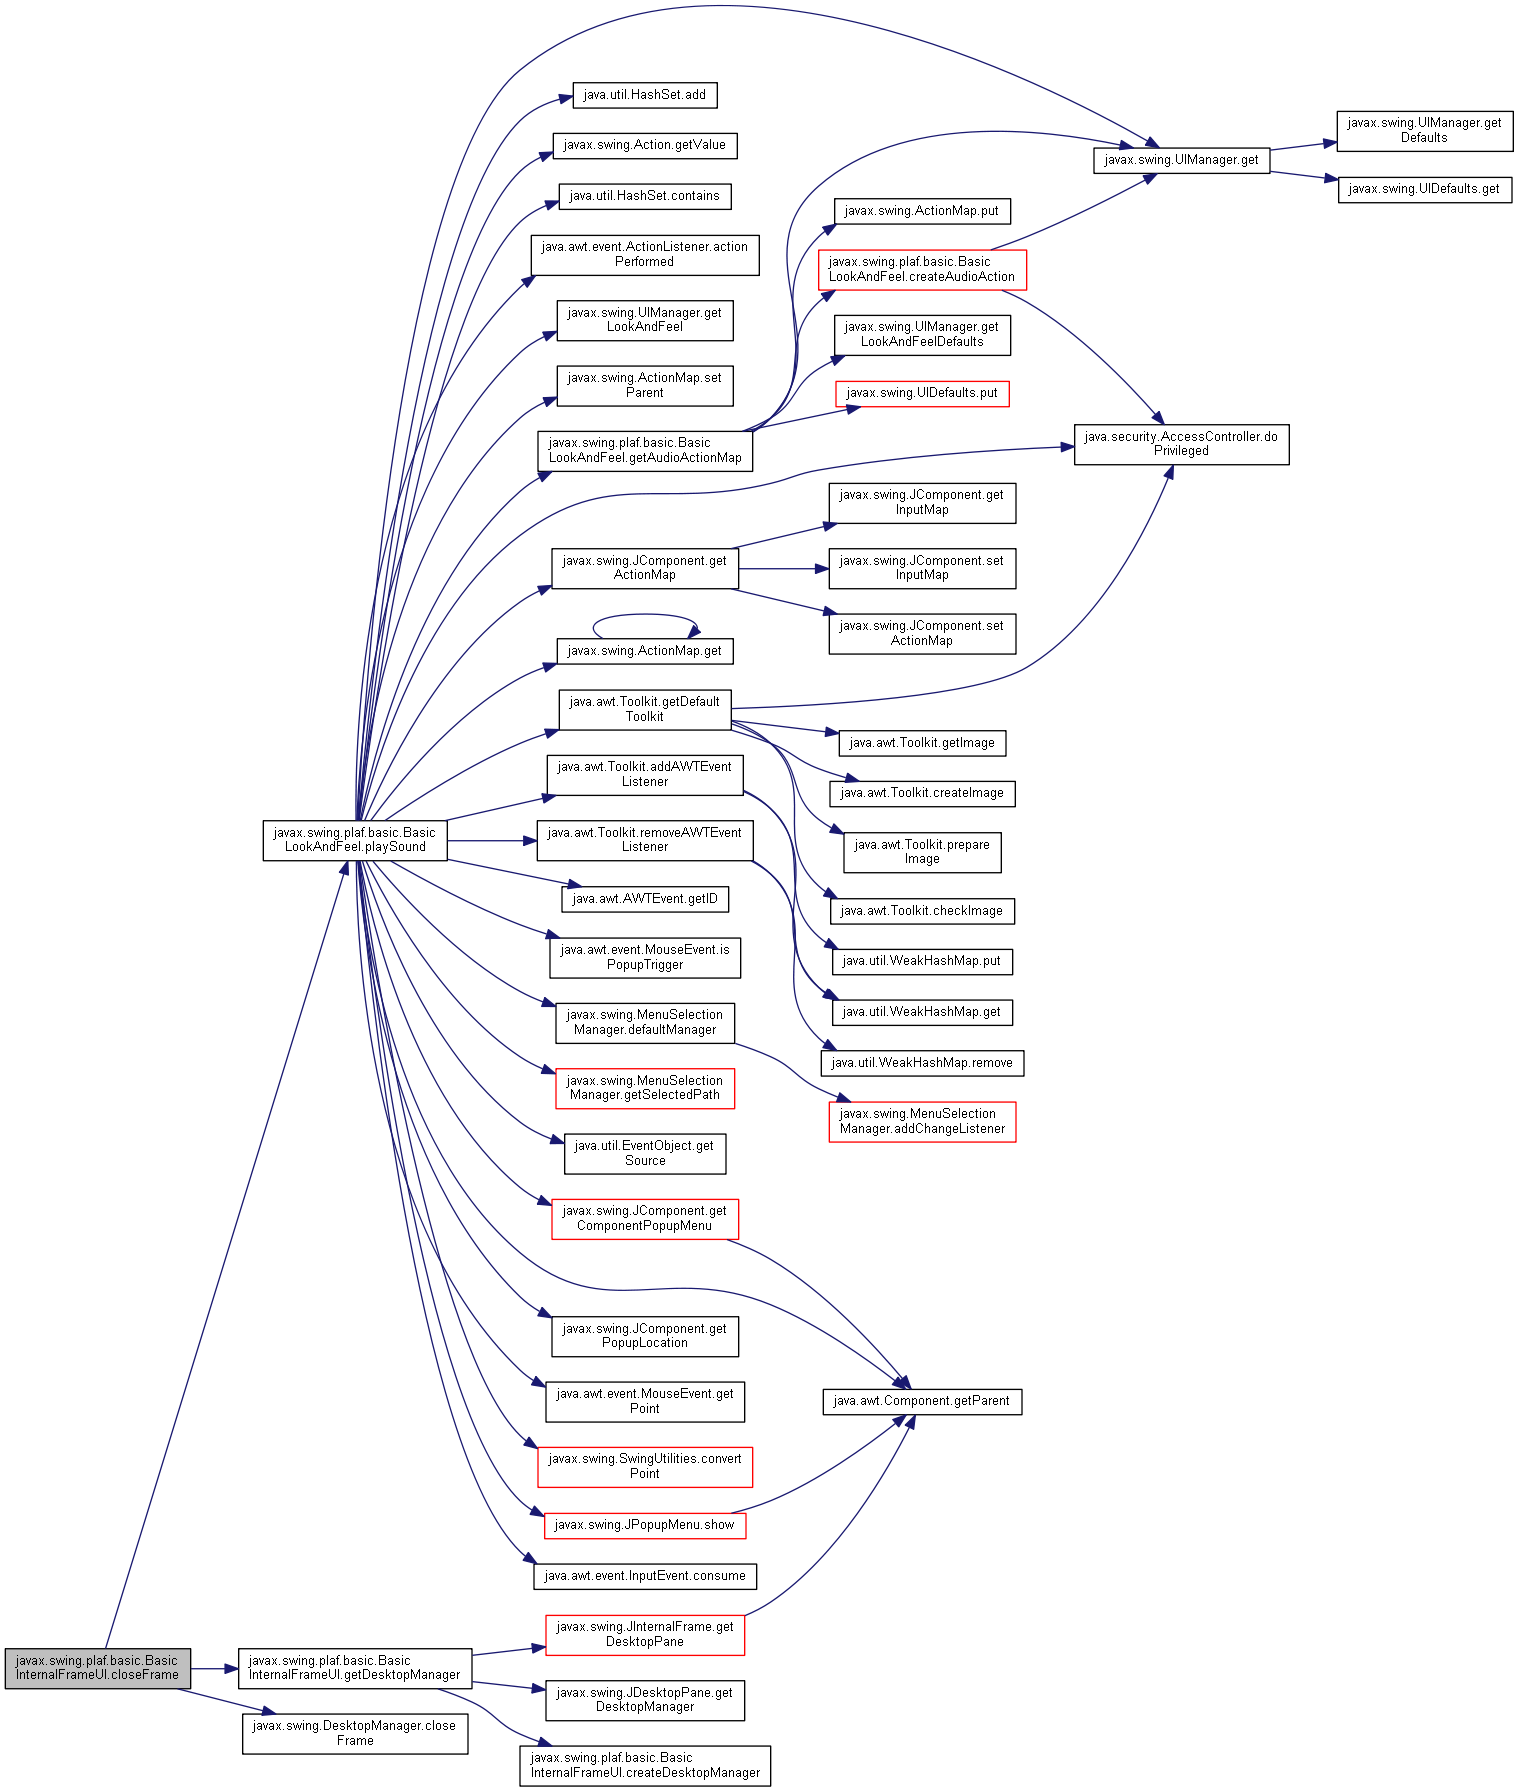 java.util.HashSet.add
javax.swing.Action.getValue
java.util.HashSet.contains
java.awt.event.ActionListener.action
Performed
javax.swing.UIManager.get
LookAndFeel
javax.swing.ActionMap.set
Parent
javax.swing.plaf.basic.Basic
LookAndFeel.getAudioActionMap
javax.swing.JComponent.get
ActionMap
javax.swing.ActionMap.get
java.awt.Toolkit.getDefault
Toolkit
java.awt.Toolkit.addAWTEvent
Listener
javax.swing.plaf.basic.Basic
LookAndFeel.playSound
java.awt.Toolkit.removeAWTEvent
Listener
java.awt.AWTEvent.getID
java.awt.event.MouseEvent.is
PopupTrigger
javax.swing.MenuSelection
Manager.defaultManager
javax.swing.MenuSelection
Manager.getSelectedPath
java.util.EventObject.get
Source
javax.swing.JComponent.get
ComponentPopupMenu
javax.swing.JComponent.get
PopupLocation
java.awt.event.MouseEvent.get
Point
javax.swing.SwingUtilities.convert
Point
javax.swing.JPopupMenu.show
java.awt.event.InputEvent.consume
javax.swing.UIManager.get
javax.swing.UIManager.get
Defaults
javax.swing.UIDefaults.get
javax.swing.ActionMap.put
javax.swing.plaf.basic.Basic
LookAndFeel.createAudioAction
javax.swing.UIManager.get
LookAndFeelDefaults
javax.swing.UIDefaults.put
java.security.AccessController.do
Privileged
javax.swing.JComponent.get
InputMap
javax.swing.JComponent.set
InputMap
javax.swing.JComponent.set
ActionMap
java.awt.Toolkit.getImage
java.awt.Toolkit.createImage
java.awt.Toolkit.prepare
Image
java.awt.Toolkit.checkImage
java.util.WeakHashMap.put
java.util.WeakHashMap.get
java.util.WeakHashMap.remove
javax.swing.MenuSelection
Manager.addChangeListener
java.awt.Component.getParent
javax.swing.plaf.basic.Basic
InternalFrameUI.closeFrame
javax.swing.plaf.basic.Basic
InternalFrameUI.getDesktopManager
javax.swing.DesktopManager.close
Frame
javax.swing.JInternalFrame.get
DesktopPane
javax.swing.JDesktopPane.get
DesktopManager
javax.swing.plaf.basic.Basic
InternalFrameUI.createDesktopManager